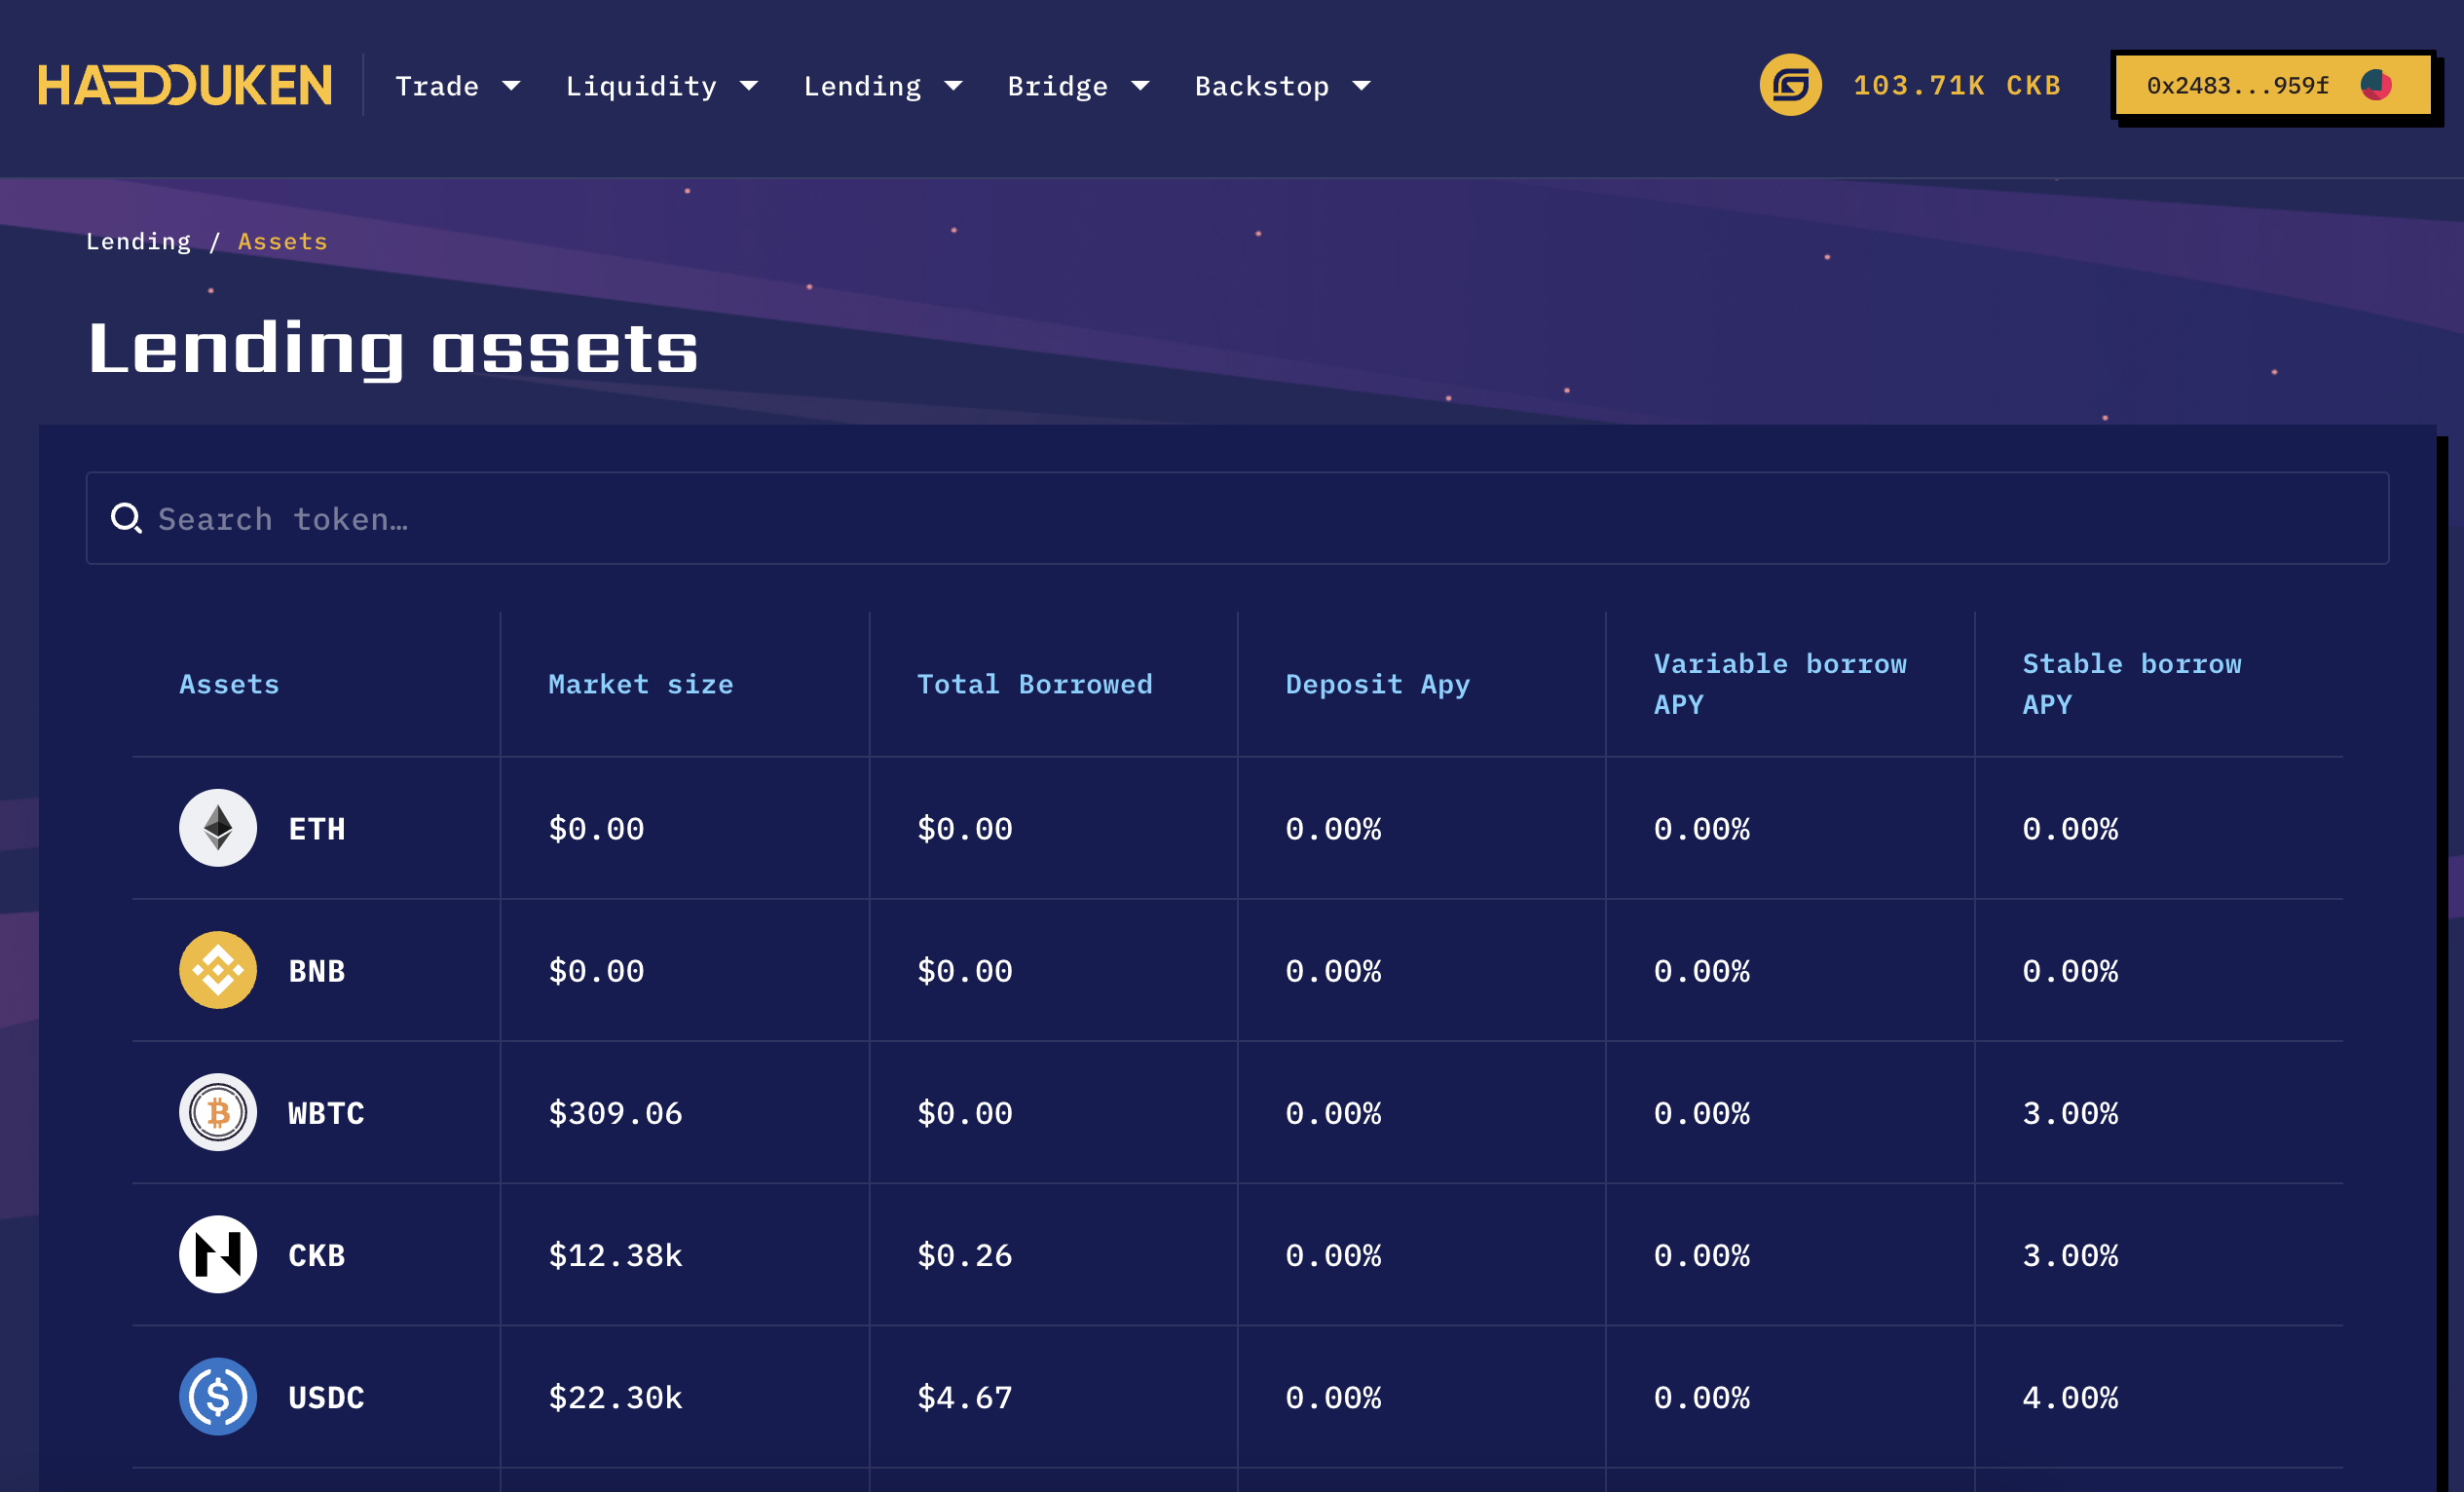 HADOUKEN Trade Liquidity Lending Bridge Backstop 103.71K CKB 0x2483...959f
Lending / Assets
Lending assets
Search token…
Assets Market size Total Borrowed Deposit Apy Variable borrow APY Stable borrow APY
ETH $0.00 $0.00 0.00% 0.00% 0.00%
BNB $0.00 $0.00 0.00% 0.00% 0.00%
WBTC $309.06 $0.00 0.00% 0.00% 3.00%
CKB $12.38k $0.26 0.00% 0.00% 3.00%
USDC $22.30k $4.67 0.00% 0.00% 4.00%